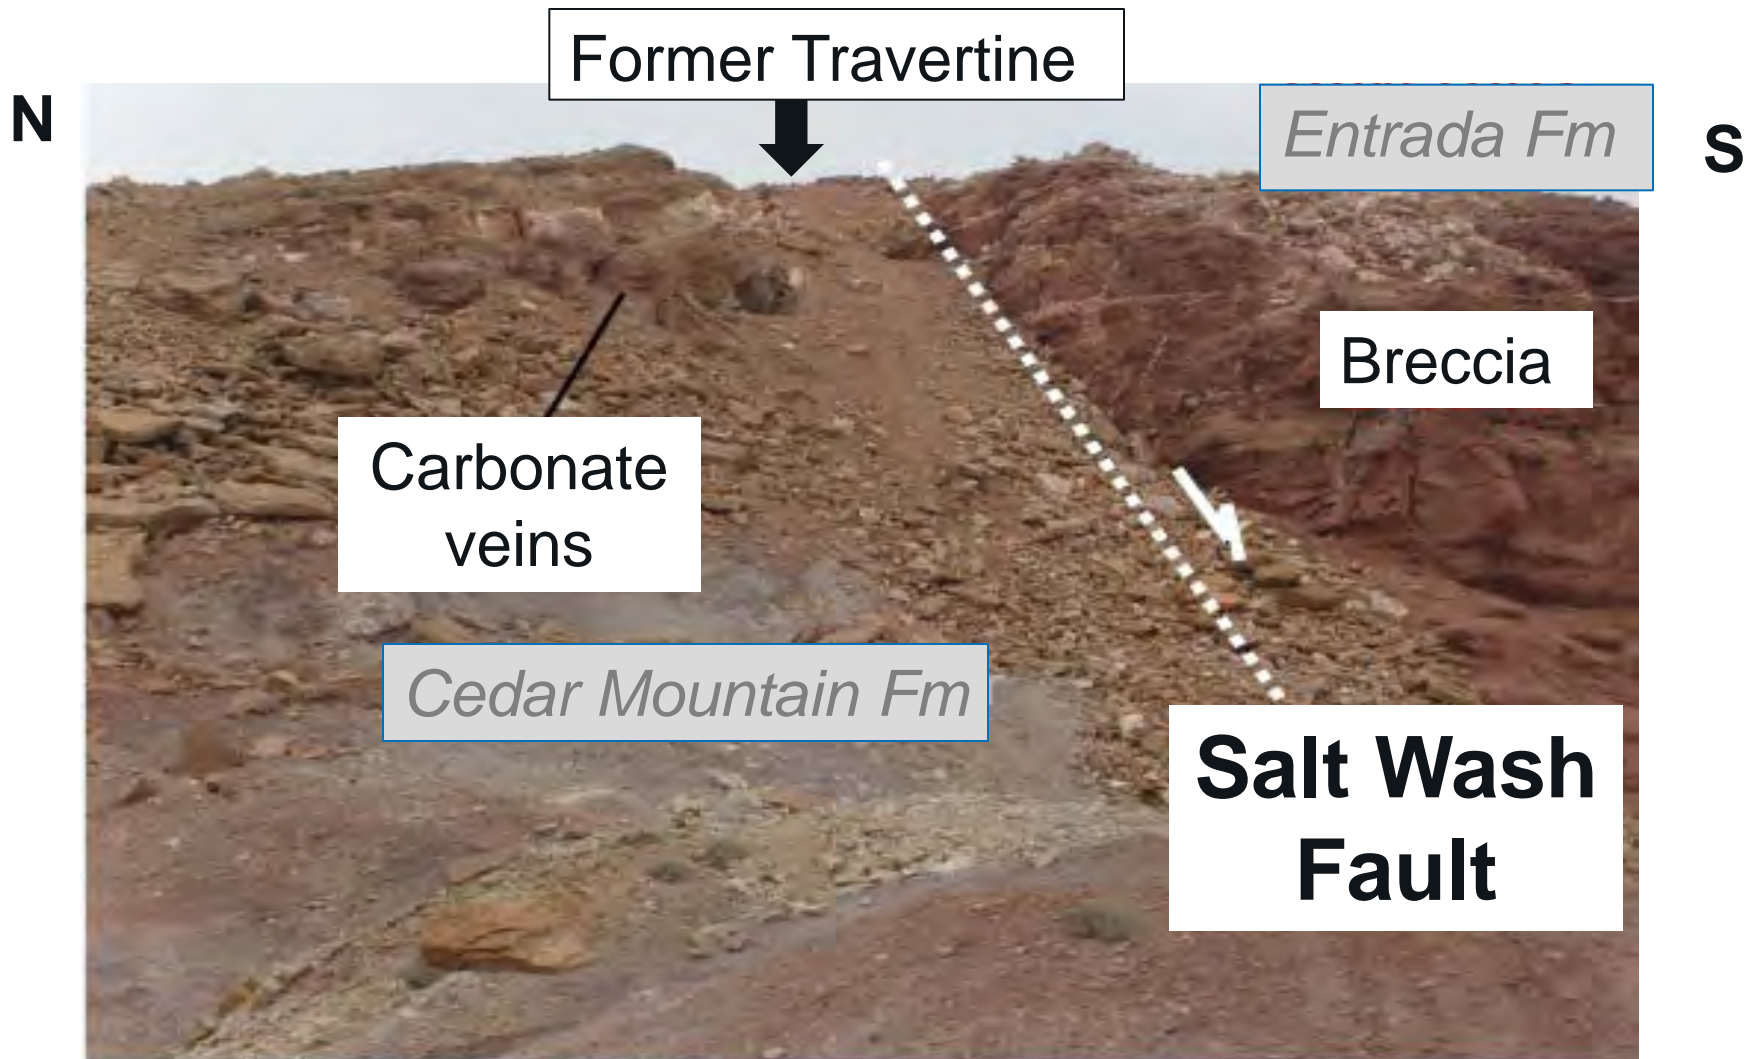 Former Travertine
N
Entrada Fm
S
Breccia
Carbonate
veins
Cedar Mountain Fm
Salt Wash
Fault